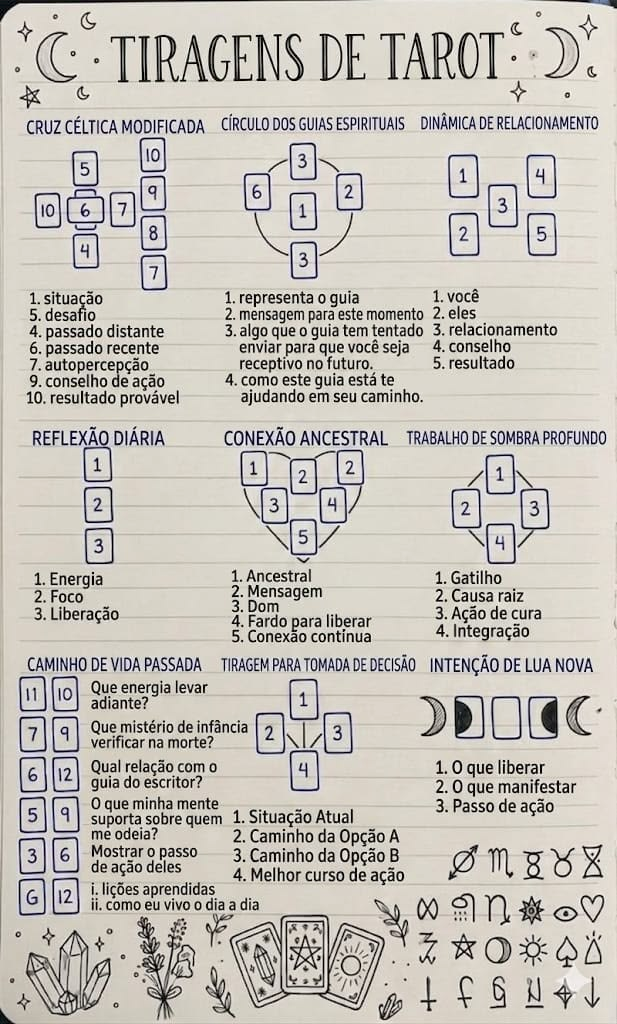 TIRAGENS DE TAROT
CRUZ CÉLTICA MODIFICADA
5
10
10
6
7
9
8
4
7
1. situação
5. desafio
4. passado distante
6. passado recente
7. autopercepção
9. conselho de ação
10. resultado provável
CÍRCULO DOS GUIAS ESPIRITUAIS
3
6
1
2
3
1. representa o guia
2. mensagem para este momento
3. algo que o guia tem tentado
enviar para que você seja
receptivo no futuro.
4. como este guia está te
ajudando em seu caminho.
DINÂMICA DE RELACIONAMENTO
1
4
3
2
5
1. você
2. eles
3. relacionamento
4. conselho
5. resultado
REFLEXÃO DIÁRIA
1
2
3
1. Energia
2. Foco
3. Liberação
CONEXÃO ANCESTRAL
1
2
2
3
4
5
1. Ancestral
2. Mensagem
3. Dom
4. Fardo para liberar
5. Conexão contínua
TRABALHO DE SOMBRA PROFUNDO
1
2
3
4
1. Gatilho
2. Causa raiz
3. Ação de cura
4. Integração
CAMINHO DE VIDA PASSADA
11 10
Que energia levar
adiante?
7 9
Que mistério de infância
verificar na morte?
6 12
Qual relação com o
guia do escritor?
5 9
O que minha mente
suporta sobre quem
me odeia?
3 6
Mostrar o passo
de ação deles
G 12
i. lições aprendidas
ii. como eu vivo o dia a dia
TIRAGEM PARA TOMADA DE DECISÃO
1
2
3
4
1. Situação Atual
2. Caminho da Opção A
3. Caminho da Opção B
4. Melhor curso de ação
INTENÇÃO DE LUA NOVA
1. O que liberar
2. O que manifestar
3. Passo de ação